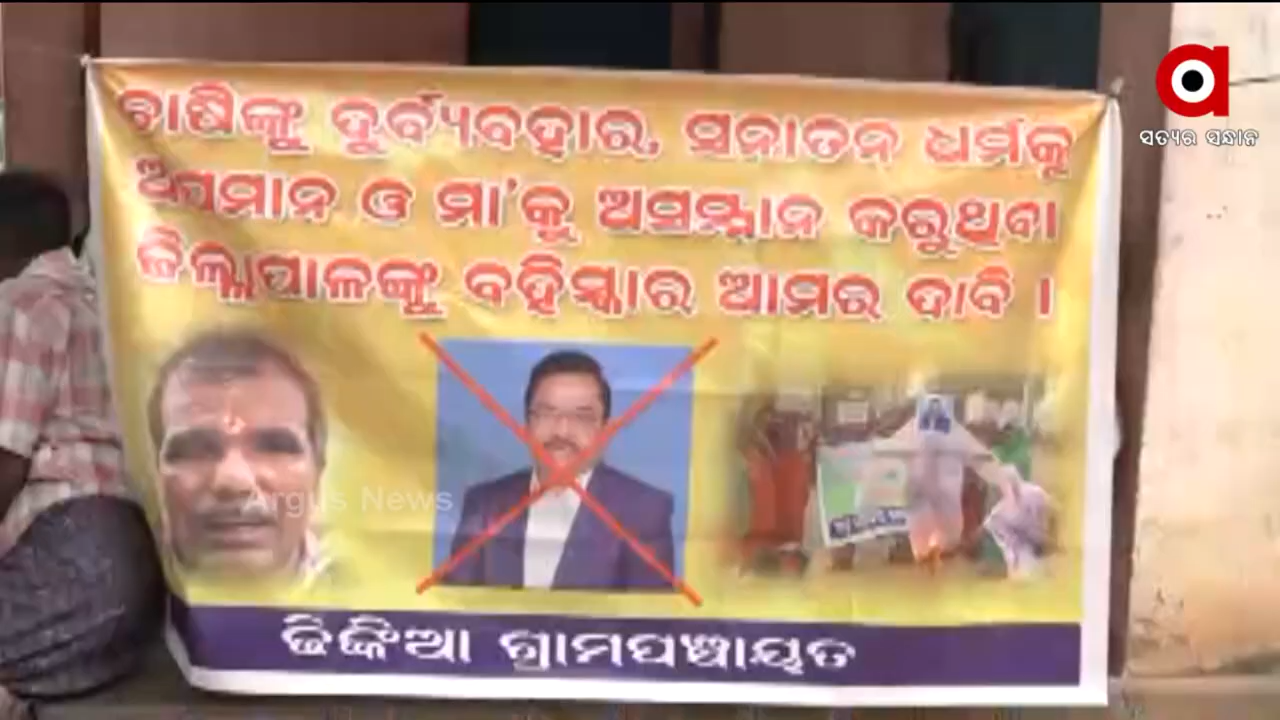 ଚାଷିଙ୍କୁ ଦୁର୍ବ୍ୟବହାର, ସନାତନ ଧର୍ମକୁ
ଅପମାନ ଓ ମା'କୁ ଅସମ୍ମାନ କରୁଥିବା
ଜିଲ୍ଲାପାଳଙ୍କୁ ବହିସ୍କାର ଆମର ଦାବି ।
ଢିଙ୍କିଆ ଗ୍ରାମପଞ୍ଚାୟତ
Argus News
ସତ୍ୟର ସନ୍ଧାନ